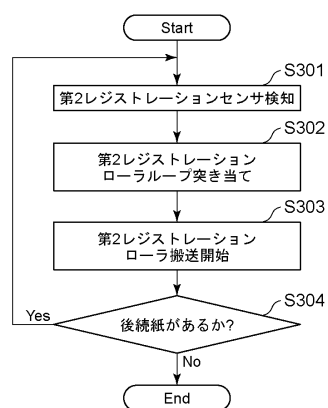 Start
S301
第2レジストレーションセンサ検知
S302
第2レジストレーション
ローラループ突き当て
S303
第2レジストレーション
ローラ搬送開始
S304
後続紙があるか?
Yes
No
End